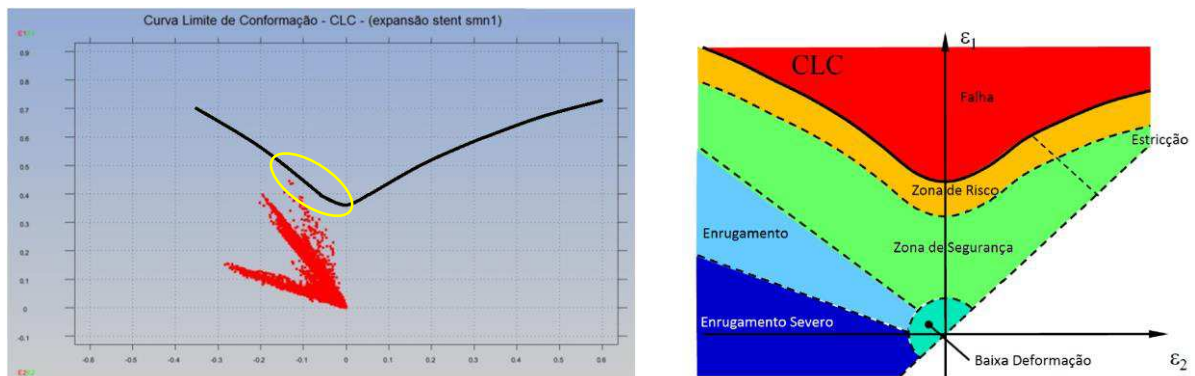 Curva Limite de Conformação - CLC - (expansão stent smn1)
0.9
0.8
0.7
0.6
0.5
0.4
0.3
0.2
0.1
0
-0.1
-0.6
-0.5
-0.4
-0.3
-0.2
-0.1
0
0.1
0.2
0.3
0.4
0.5
0.6
ε1
CLC
Falha
Estricção
Zona de Risco
Enrugamento
Zona de Segurança
Enrugamento Severo
Baixa Deformação
ε2